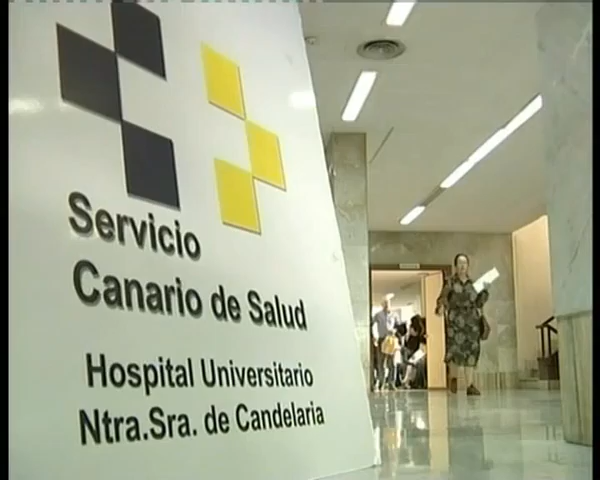 Servicio
Canario de Salud
Hospital Universitario
Ntra.Sra. de Candelaria